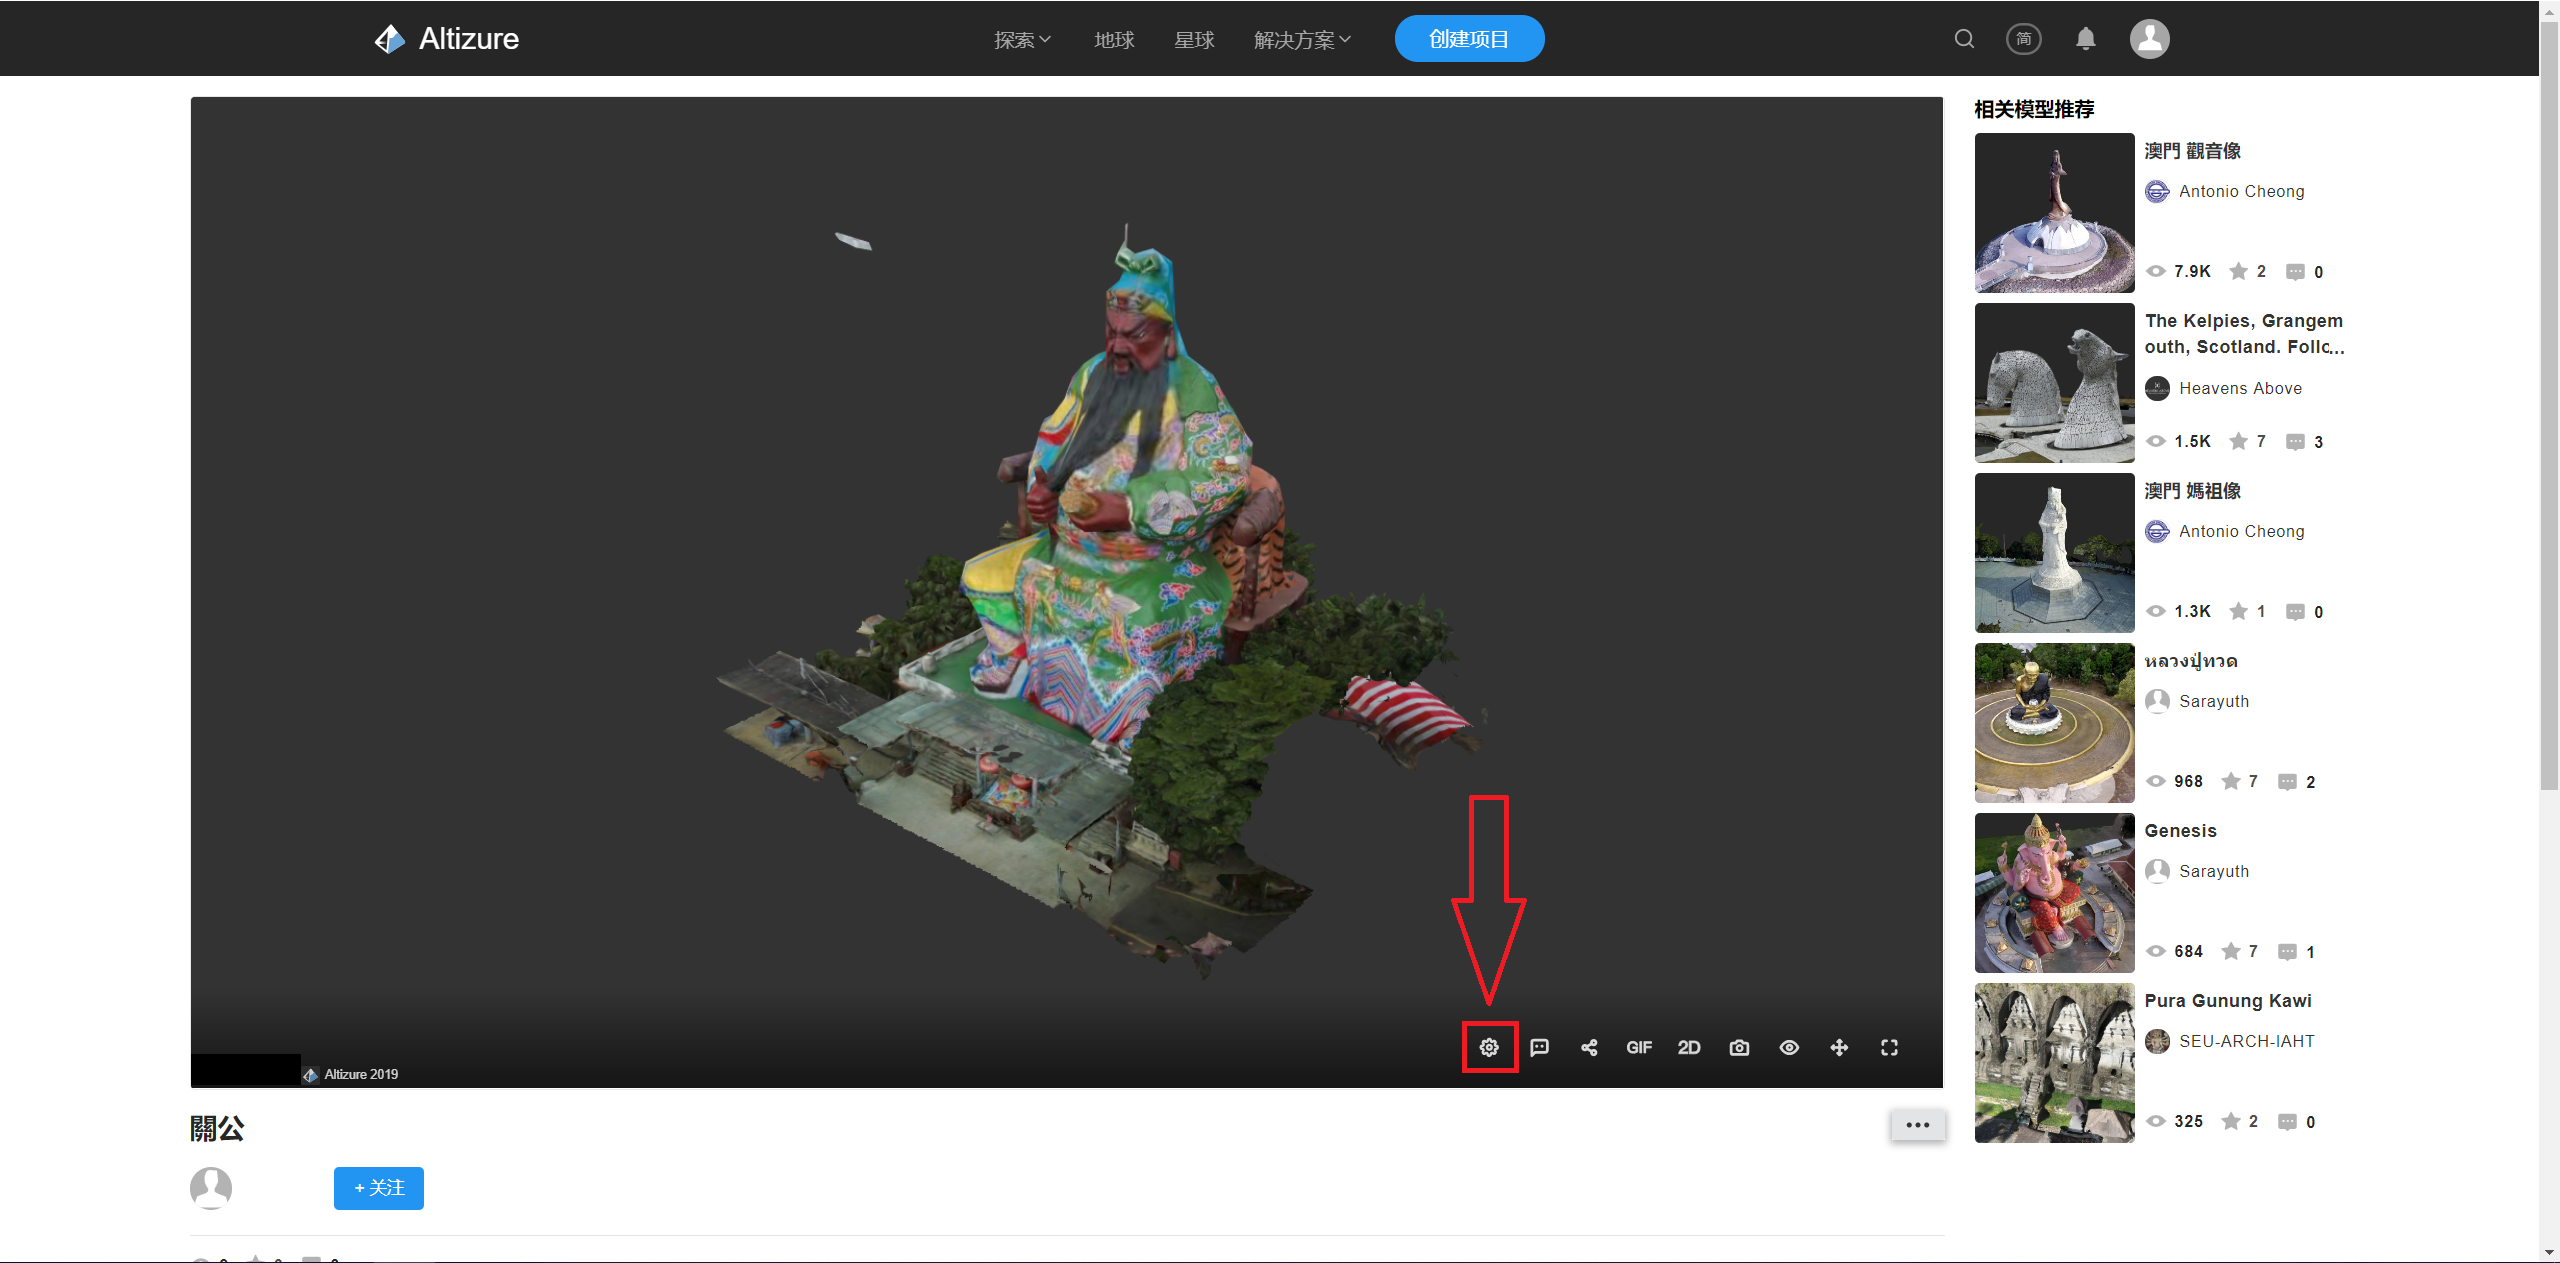 Altizure
探索
地球
星球
解决方案
创建项目
简
相关模型推荐
澳門 觀音像
Antonio Cheong
7.9K 2 0
The Kelpies, Grangem
outh, Scotland. Follc...
Heavens Above
1.5K 7 3
澳門 媽祖像
Antonio Cheong
1.3K 1 0
หลวงปู่ทวด
Sarayuth
968 7 2
Genesis
Sarayuth
684 7 1
Pura Gunung Kawi
SEU-ARCH-IAHT
325 2 0
GIF
2D
Altizure 2019
關公
+ 关注